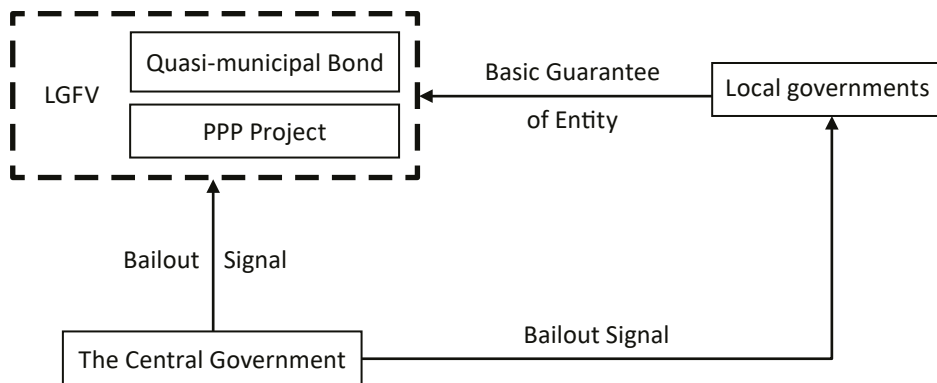 Quasi-municipal Bond
LGFV
PPP Project
Basic Guarantee
of Entity
Local governments
Bailout Signal
Bailout Signal
The Central Government